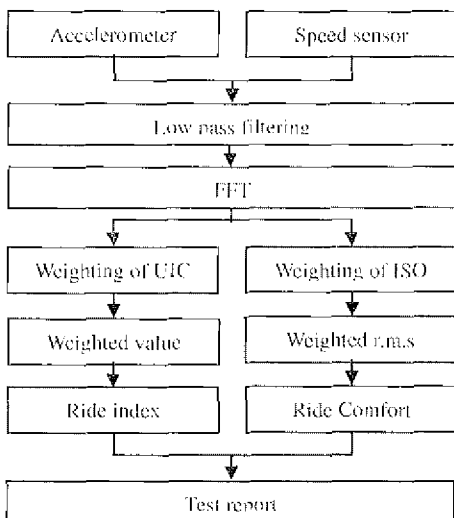 Accelerometer
Speed sensor
Low pass filtering
FFT
Weighting of UIC
Weighting of ISO
Weighted value
Weighted r.m.s
Ride index
Ride Comfort
Test report